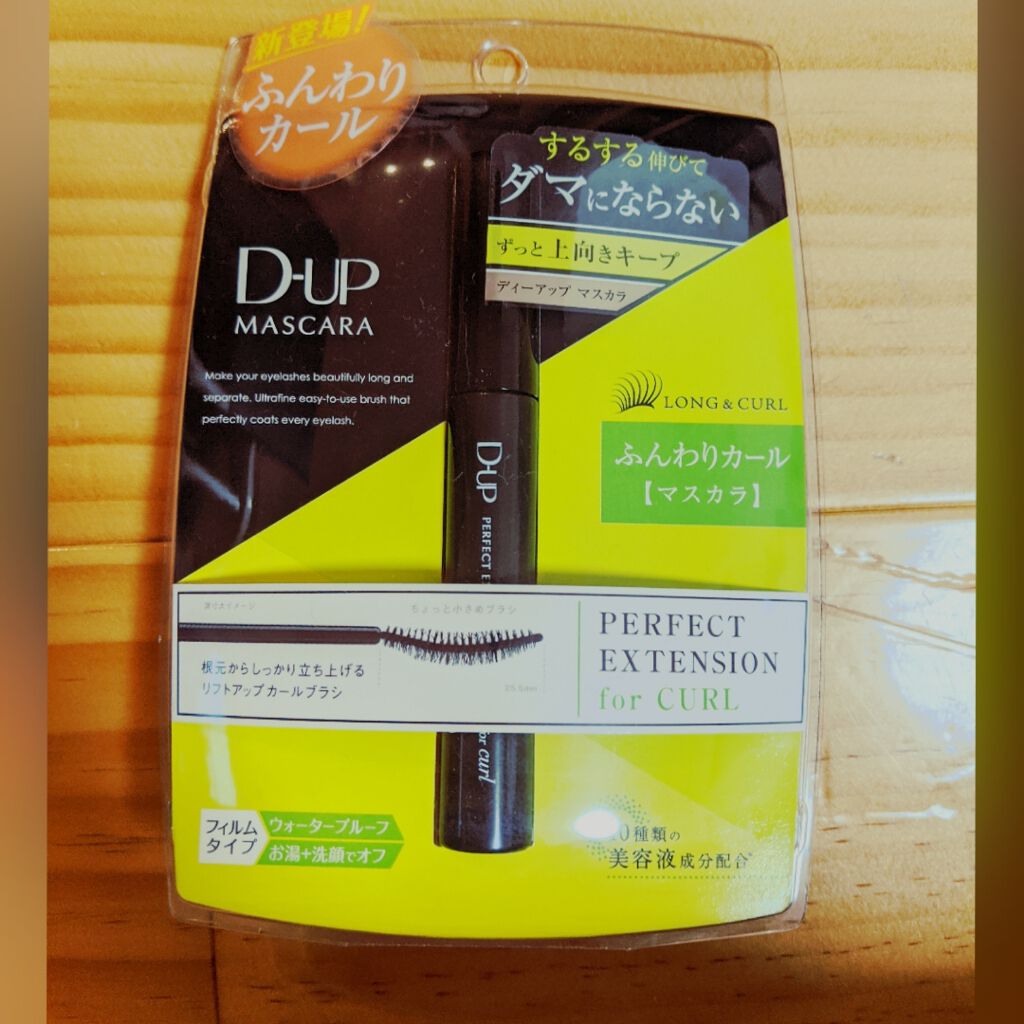 新登場!
ふんわり
カール
するする伸びて
ダマにならない
ずっと上向きキープ
ディーアップ マスカラ
D-UP
MASCARA
Make your eyelashes beautifully long and
separate. Ultrafine easy-to-use brush that
perfectly coats every eyelash.
LONG & CURL
ふんわりカール
【マスカラ】
D-UP PERFECT
ちょっと小さめブラシ
根元からしっかり立ち上げる
リフトアップカールブラシ
PERFECT
EXTENSION
for CURL
for curl
フィルム
タイプ
ウォータープルーフ
お湯+洗顔でオフ
種類の
美容液成分配合